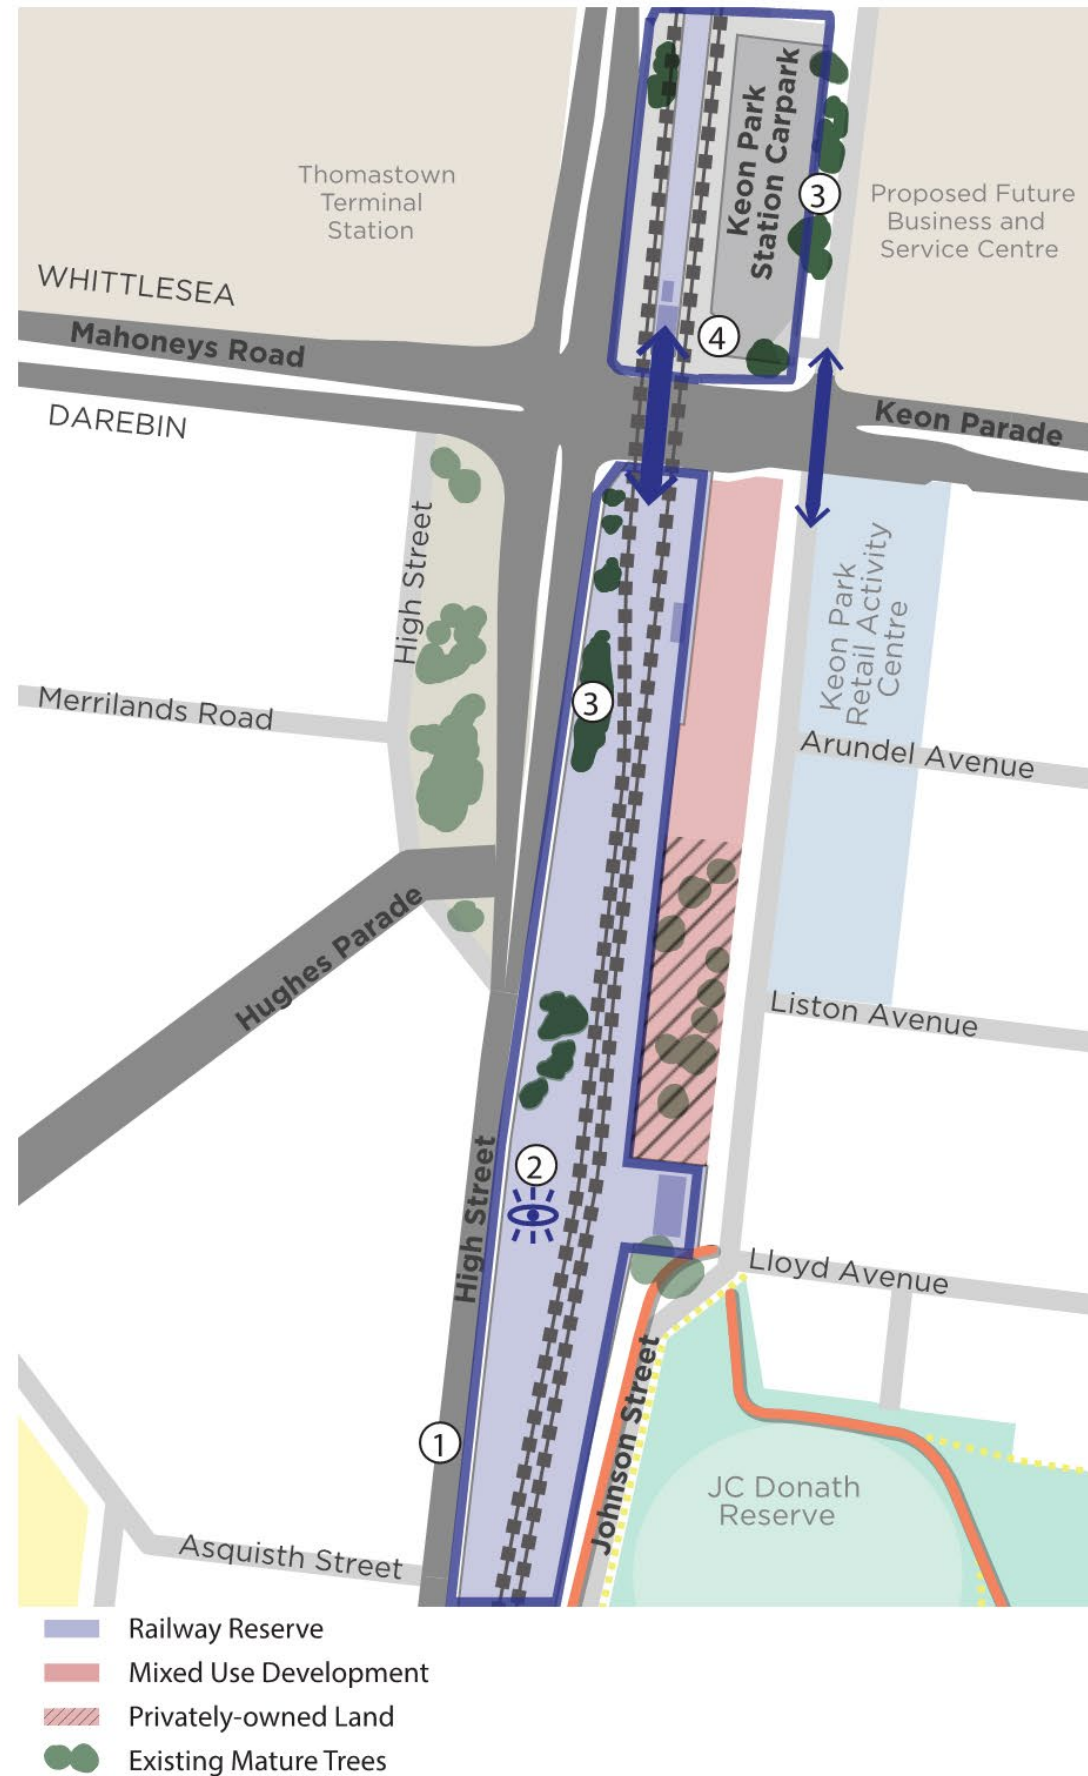 Keon Park
Station Carpark
3
Thomastown
Terminal
Station
Proposed Future
Business and
Service Centre
WHITTLESEA
Mahoneys Road
4
DAREBIN
Keon Parade
High Street
Keon Park
Retail Activity
Centre
3
Merrilands Road
Arundel Avenue
Hughes Parade
Liston Avenue
2
High Street
Lloyd Avenue
Johnson Street
1
JC Donath
Reserve
Asquisth Street
Railway Reserve
Mixed Use Development
Privately-owned Land
Existing Mature Trees